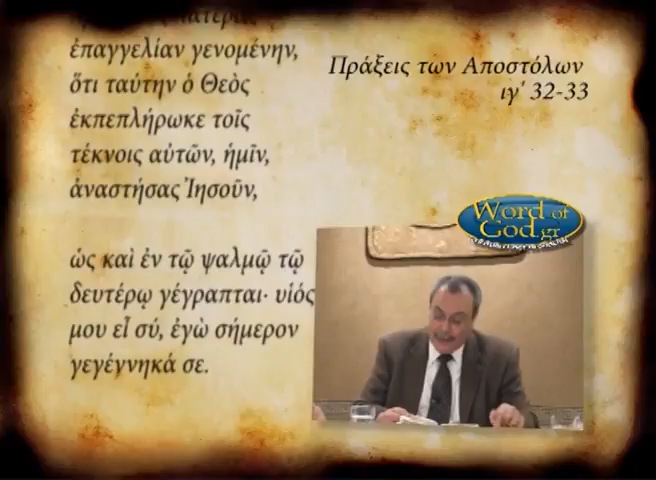 ἐπαγγελίαν γενομένην,
ὅτι ταύτην ὁ Θεὸς
ἐκπεπλήρωκε τοῖς
τέκνοις αὐτῶν, ἡμῖν,
ἀναστήσας Ἰησοῦν,
ὡς καὶ ἐν τῷ ψαλμῷ τῷ
δευτέρῳ γέγραπται· υἱός
μου εἶ σύ, ἐγὼ σήμερον
γεγέννηκά σε.
Πράξεις των Αποστόλων
ιγ' 32-33
Word of
God.gr